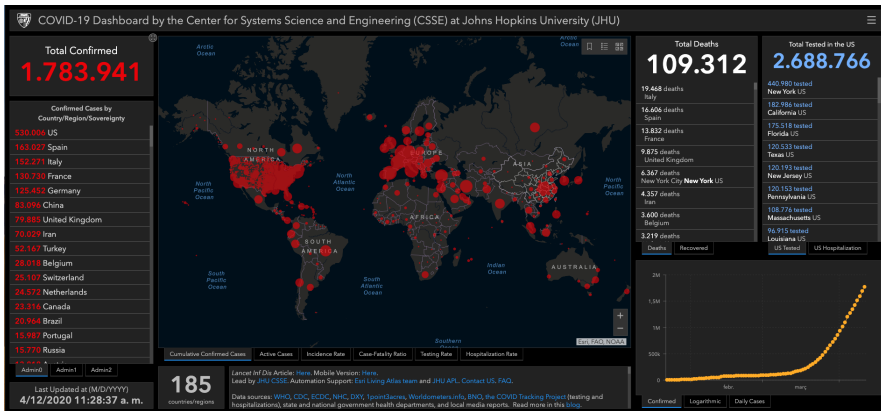 COVID-19 Dashboard by the Center for Systems Science and Engineering (CSSE) at Johns Hopkins University (JHU)
Total Confirmed
1.783.941
Confirmed Cases by
Country/Region/Sovereignty
530.006 US
163.027 Spain
152.271 Italy
130.730 France
125.452 Germany
83.096 China
79.885 United Kingdom
70.029 Iran
52.167 Turkey
28.018 Belgium
25.107 Switzerland
24.572 Netherlands
23.316 Canada
20.964 Brazil
15.987 Portugal
15.770 Russia
Admin0 Admin1 Admin2
Last Updated at (M/D/YYYY)
4/12/2020 11:28:37 a. m.
Arctic
Ocean
Arctic
Ocean
NORTH
AMERICA
EUROPE
ASIA
North
Pacific
Ocean
North
Atlantic
Ocean
North
Pacific
Ocean
AFRICA
SOUTH
AMERICA
Indian
Ocean
AUSTRALIA
South
Pacific
Ocean
South
Atlantic
Ocean
Southern
Ocean
+
−
Esri, FAO, NOAA
Cumulative Confirmed Cases Active Cases Incidence Rate Case-Fatality Ratio Testing Rate Hospitalization Rate
185
countries/regions
Lancet Inf Dis Article: Here. Mobile Version: Here.
Lead by JHU CSSE. Automation Support: Esri Living Atlas team and JHU APL. Contact US. FAQ.
Data sources: WHO, CDC, ECDC, NHC, DXY, 1point3acres, Worldometers.info, BNO, the COVID Tracking Project (testing and
hospitalizations), state and national government health departments, and local media reports. Read more in this blog.
Total Deaths
109.312
19.468 deaths
Italy
16.606 deaths
Spain
13.832 deaths
France
9.875 deaths
United Kingdom
6.367 deaths
New York City New York US
4.357 deaths
Iran
3.600 deaths
Belgium
3.219 deaths
Deaths Recovered
Total Tested in the US
2.688.766
440.980 tested
New York US
182.986 tested
California US
175.518 tested
Florida US
120.533 tested
Texas US
120.193 tested
New Jersey US
120.153 tested
Pennsylvania US
108.776 tested
Massachusetts US
96.915 tested
Louisiana US
US Tested US Hospitalization
2M
1,5M
1M
500k
0
febr. març
Confirmed Logarithmic Daily Cases